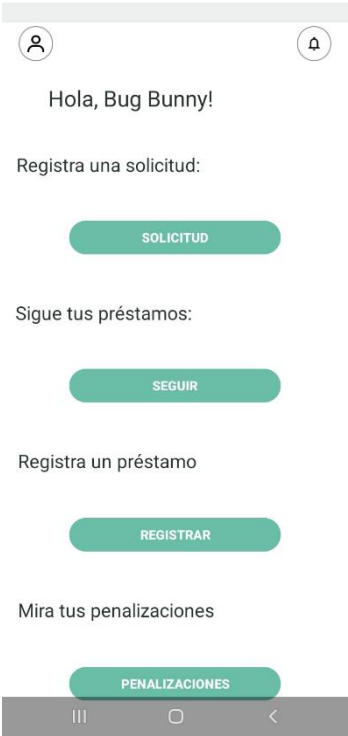 Hola, Bug Bunny!
Registra una solicitud:
SOLICITUD
Sigue tus préstamos:
SEGUIR
Registra un préstamo
REGISTRAR
Mira tus penalizaciones
PENALIZACIONES